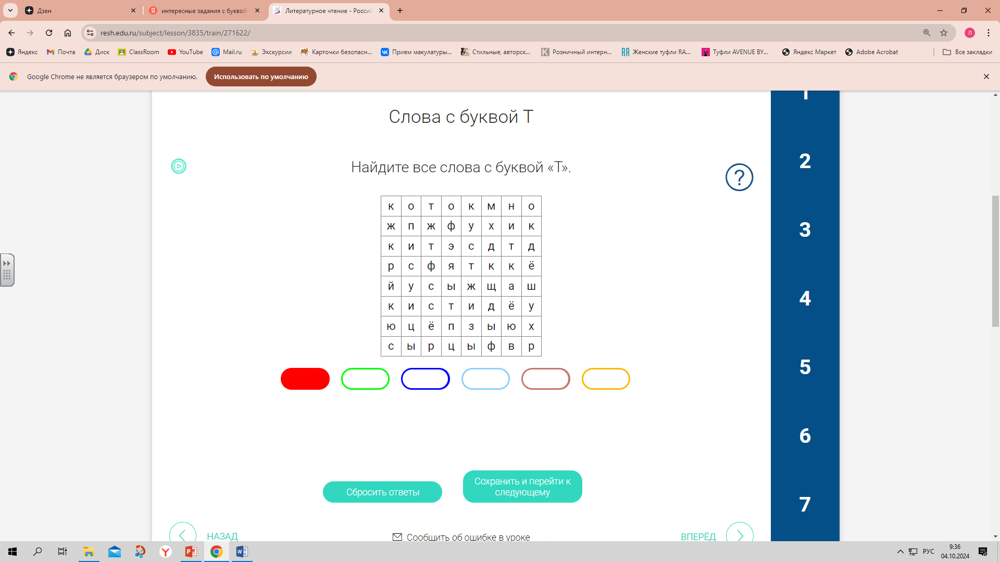 Дзен
интересные задания с буквой
Литературное чтение - Россий
resh.edu.ru/subject/lesson/3835/train/271622/
Л
Яндекс Почта Диск ClassRoom YouTube Mail.ru Экскурсии Карточки безопасн... Прием макулатуры... Стильные, авторск... Розничный интерн... Женские туфли RA... Туфли AVENUE BY... Яндекс Маркет Adobe Acrobat Все закладки
Google Chrome не является браузером по умолчанию. Использовать по умолчанию
1
Слова с буквой Т
2
Найдите все слова с буквой «Т».
?
к о т о к м н о
ж п ж ф у х и к
3
к и т э с д т д
р с ф я т к к ё
й у с ы ж щ а ш
4
к и с т и д ё у
ю ц ё п з ы ю х
с ы р ц ы ф в р
5
6
Сбросить ответы
Сохранить и перейти к
следующему
7
НАЗАД
Сообщить об ошибке в уроке
ВПЕРЁД
РУС
9:36
04.10.2024